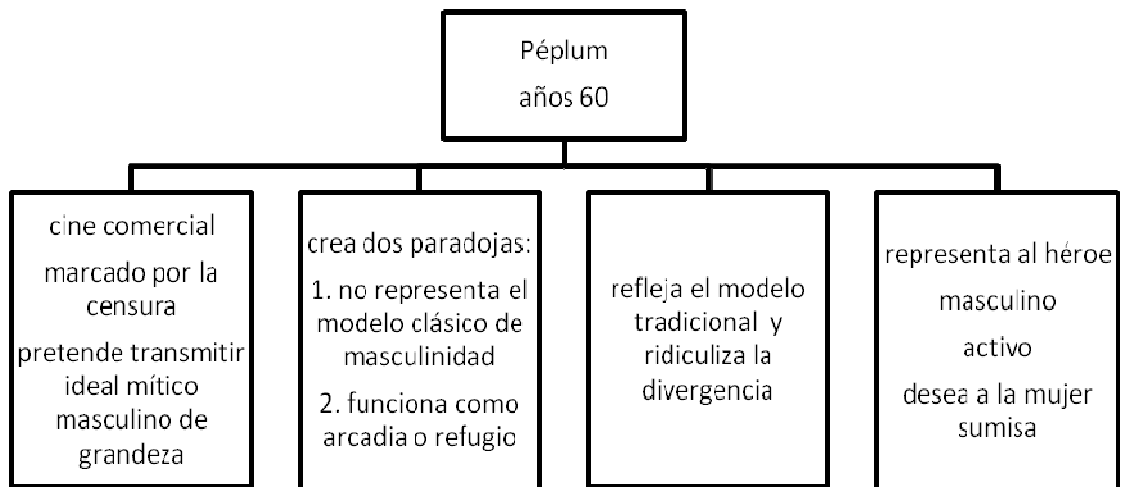 Péplum
años 60
cine comercial
marcado por la
censura
pretende transmitir
ideal mítico
masculino de
grandeza
crea dos paradojas:
1. no representa el
modelo clásico de
masculinidad
2. funciona como
arcadia o refugio
refleja el modelo
tradicional y
ridiculiza la
divergencia
representa al héroe
masculino
activo
desea a la mujer
sumisa